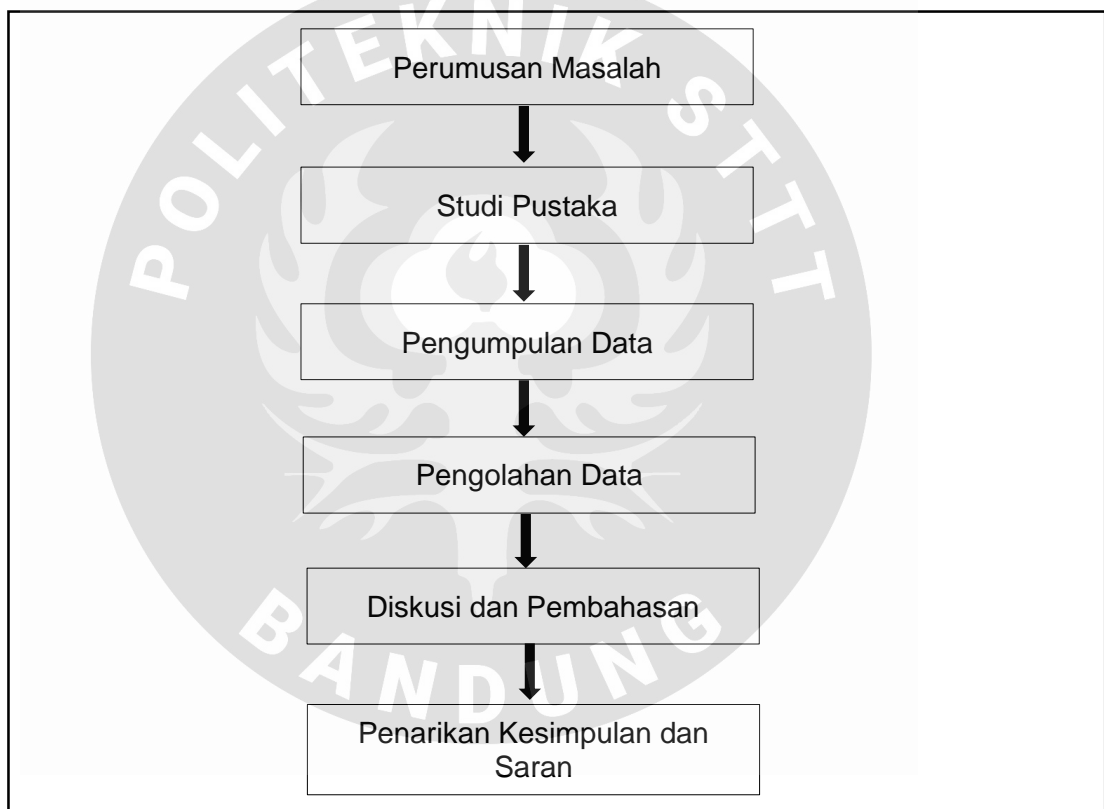 POLITEKNIK STTT
Perumusan Masalah
Studi Pustaka
Pengumpulan Data
Pengolahan Data
Diskusi dan Pembahasan
Penarikan Kesimpulan dan
Saran
BANDUNG